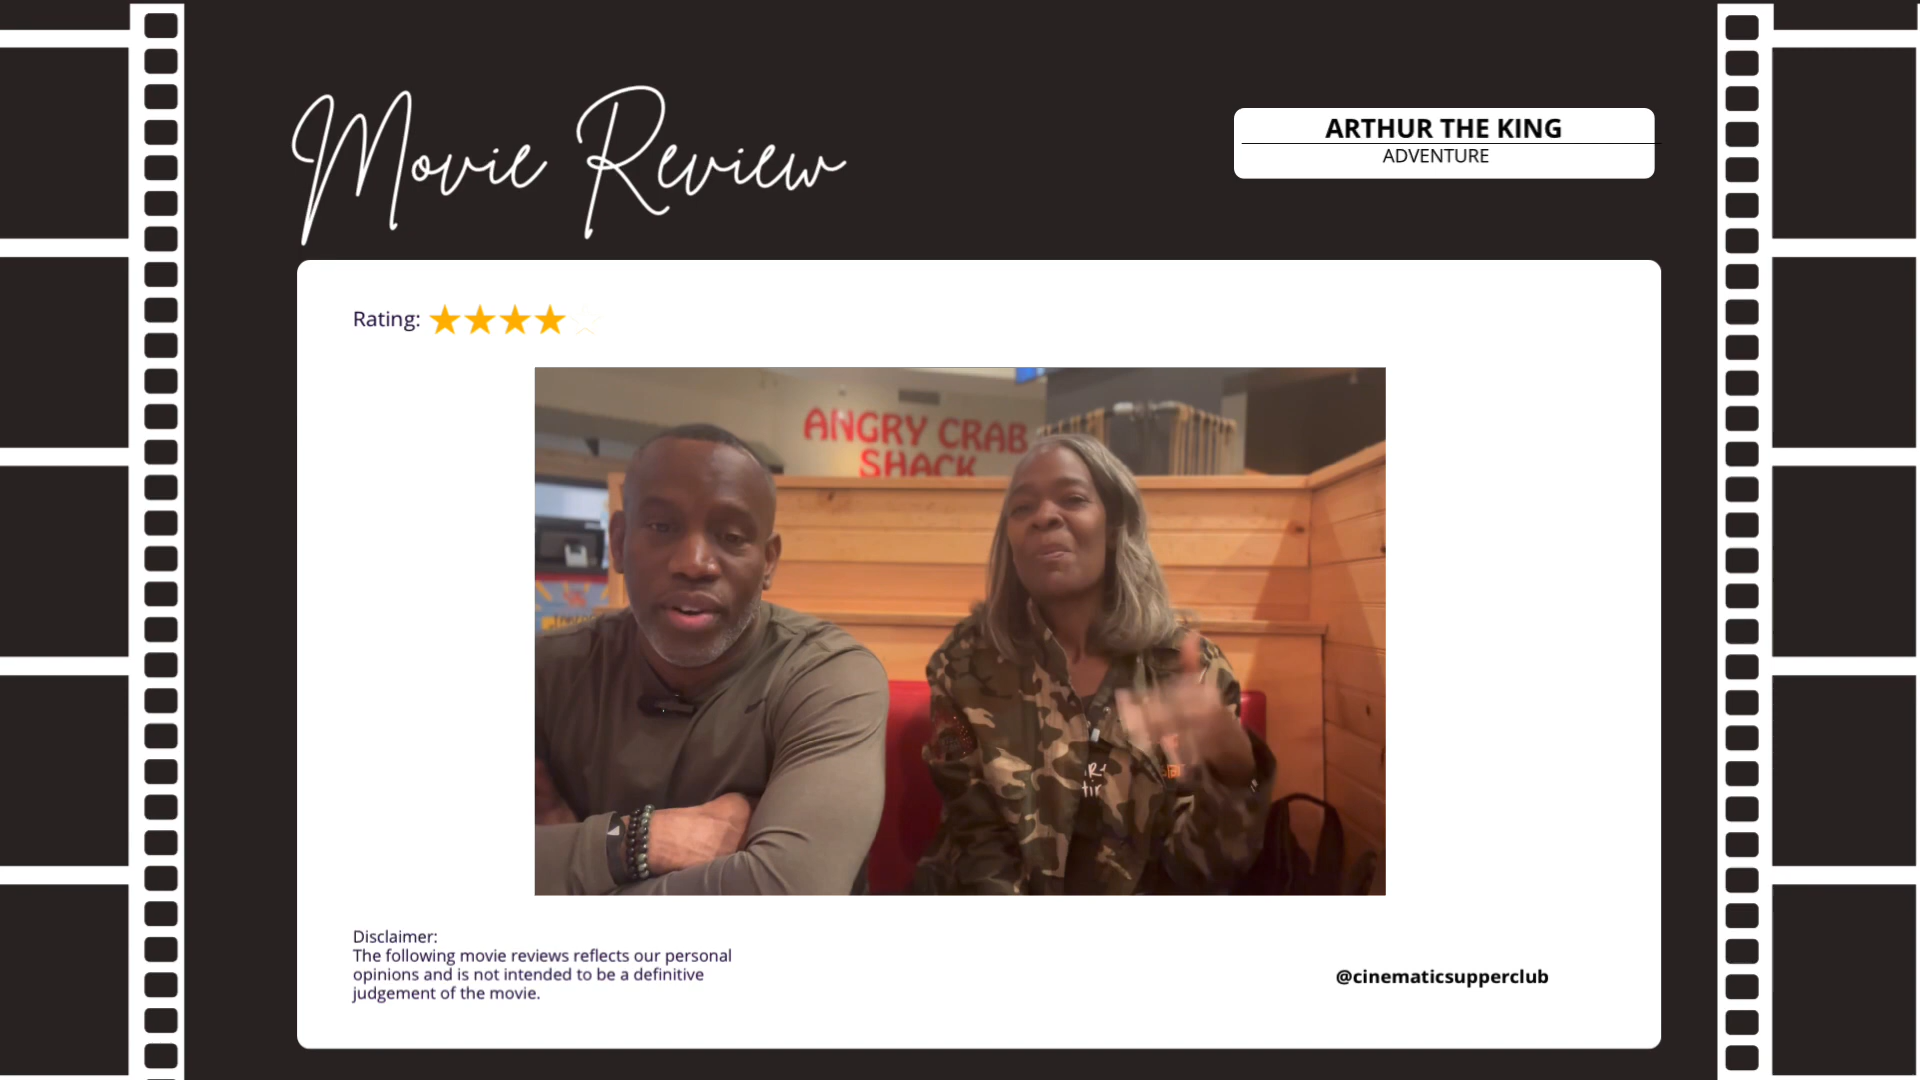 Movie Review
ARTHUR THE KING
ADVENTURE
Rating:
ANGRY CRAB
SHACK
Disclaimer:
The following movie reviews reflects our personal
opinions and is not intended to be a definitive
judgement of the movie.
@cinematicsupperclub